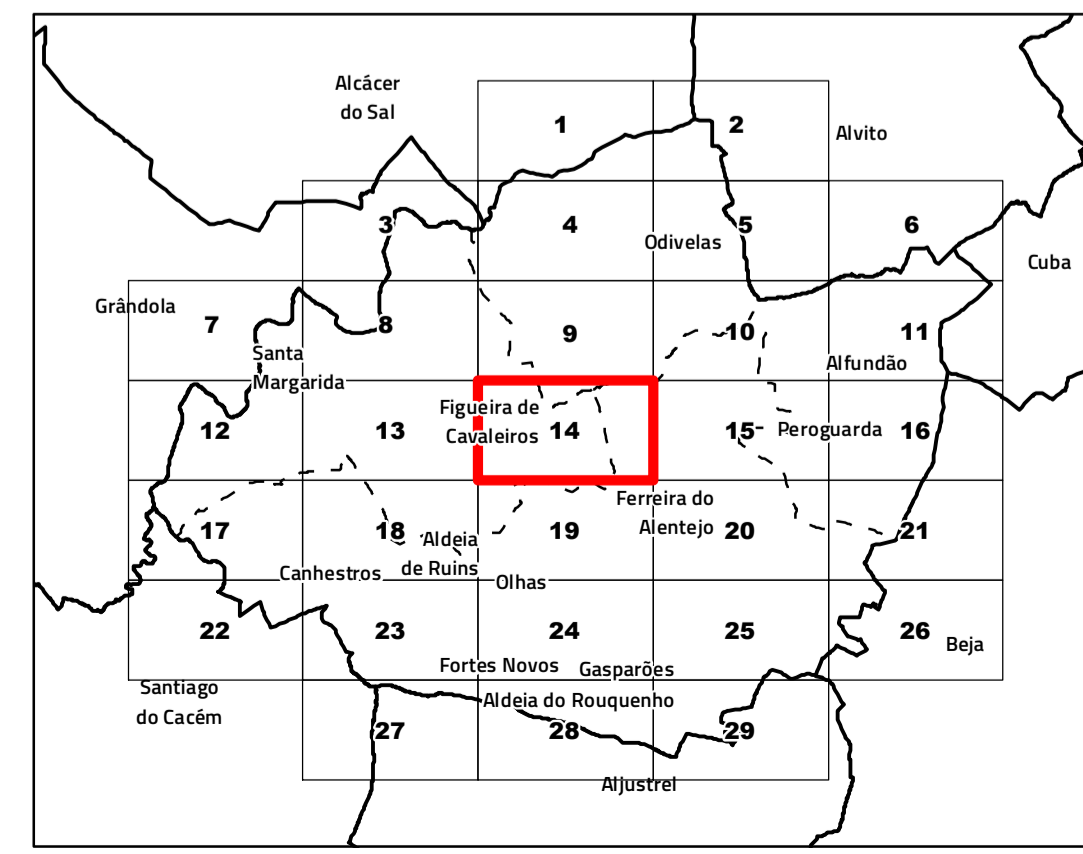 Alcácer
do Sal
1
2
Alvito
3
4
5
6
Odivelas
Cuba
Grândola
7
8
9
10
11
Santa
Margarida
Alfundão
Figueira de
Cavaleiros
12
13
14
15
Peroguarda
16
Ferreira do
Alentejo
17
18
Aldeia
de Ruins
19
20
21
Canhestros
Olhas
22
23
24
25
26
Beja
Fortes Novos
Gasparões
Santiago
do Cacém
Aldeia do Rouquenho
27
28
29
Aljustrel